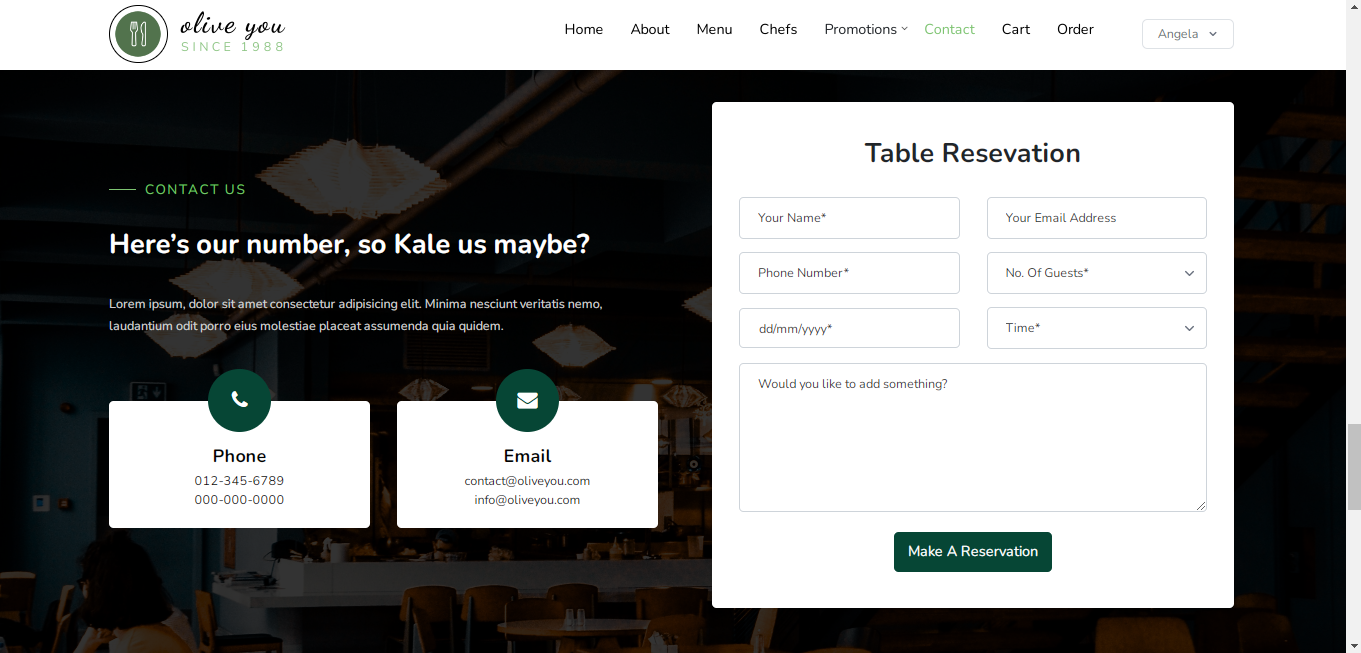 olive you
SINCE 1988
Home About Menu Chefs Promotions Contact Cart Order Angela
CONTACT US
Here's our number, so Kale us maybe?
Lorem ipsum, dolor sit amet consectetur adipisicing elit. Minima nesciunt veritatis nemo,
laudantium odit porro eius molestiae placeat assumenda quia quidem.
Phone
012-345-6789
000-000-0000
Email
contact@oliveyou.com
info@oliveyou.com
Table Resevation
Your Name* Your Email Address
Phone Number* No. Of Guests*
dd/mm/yyyy* Time*
Would you like to add something?
Make A Reservation